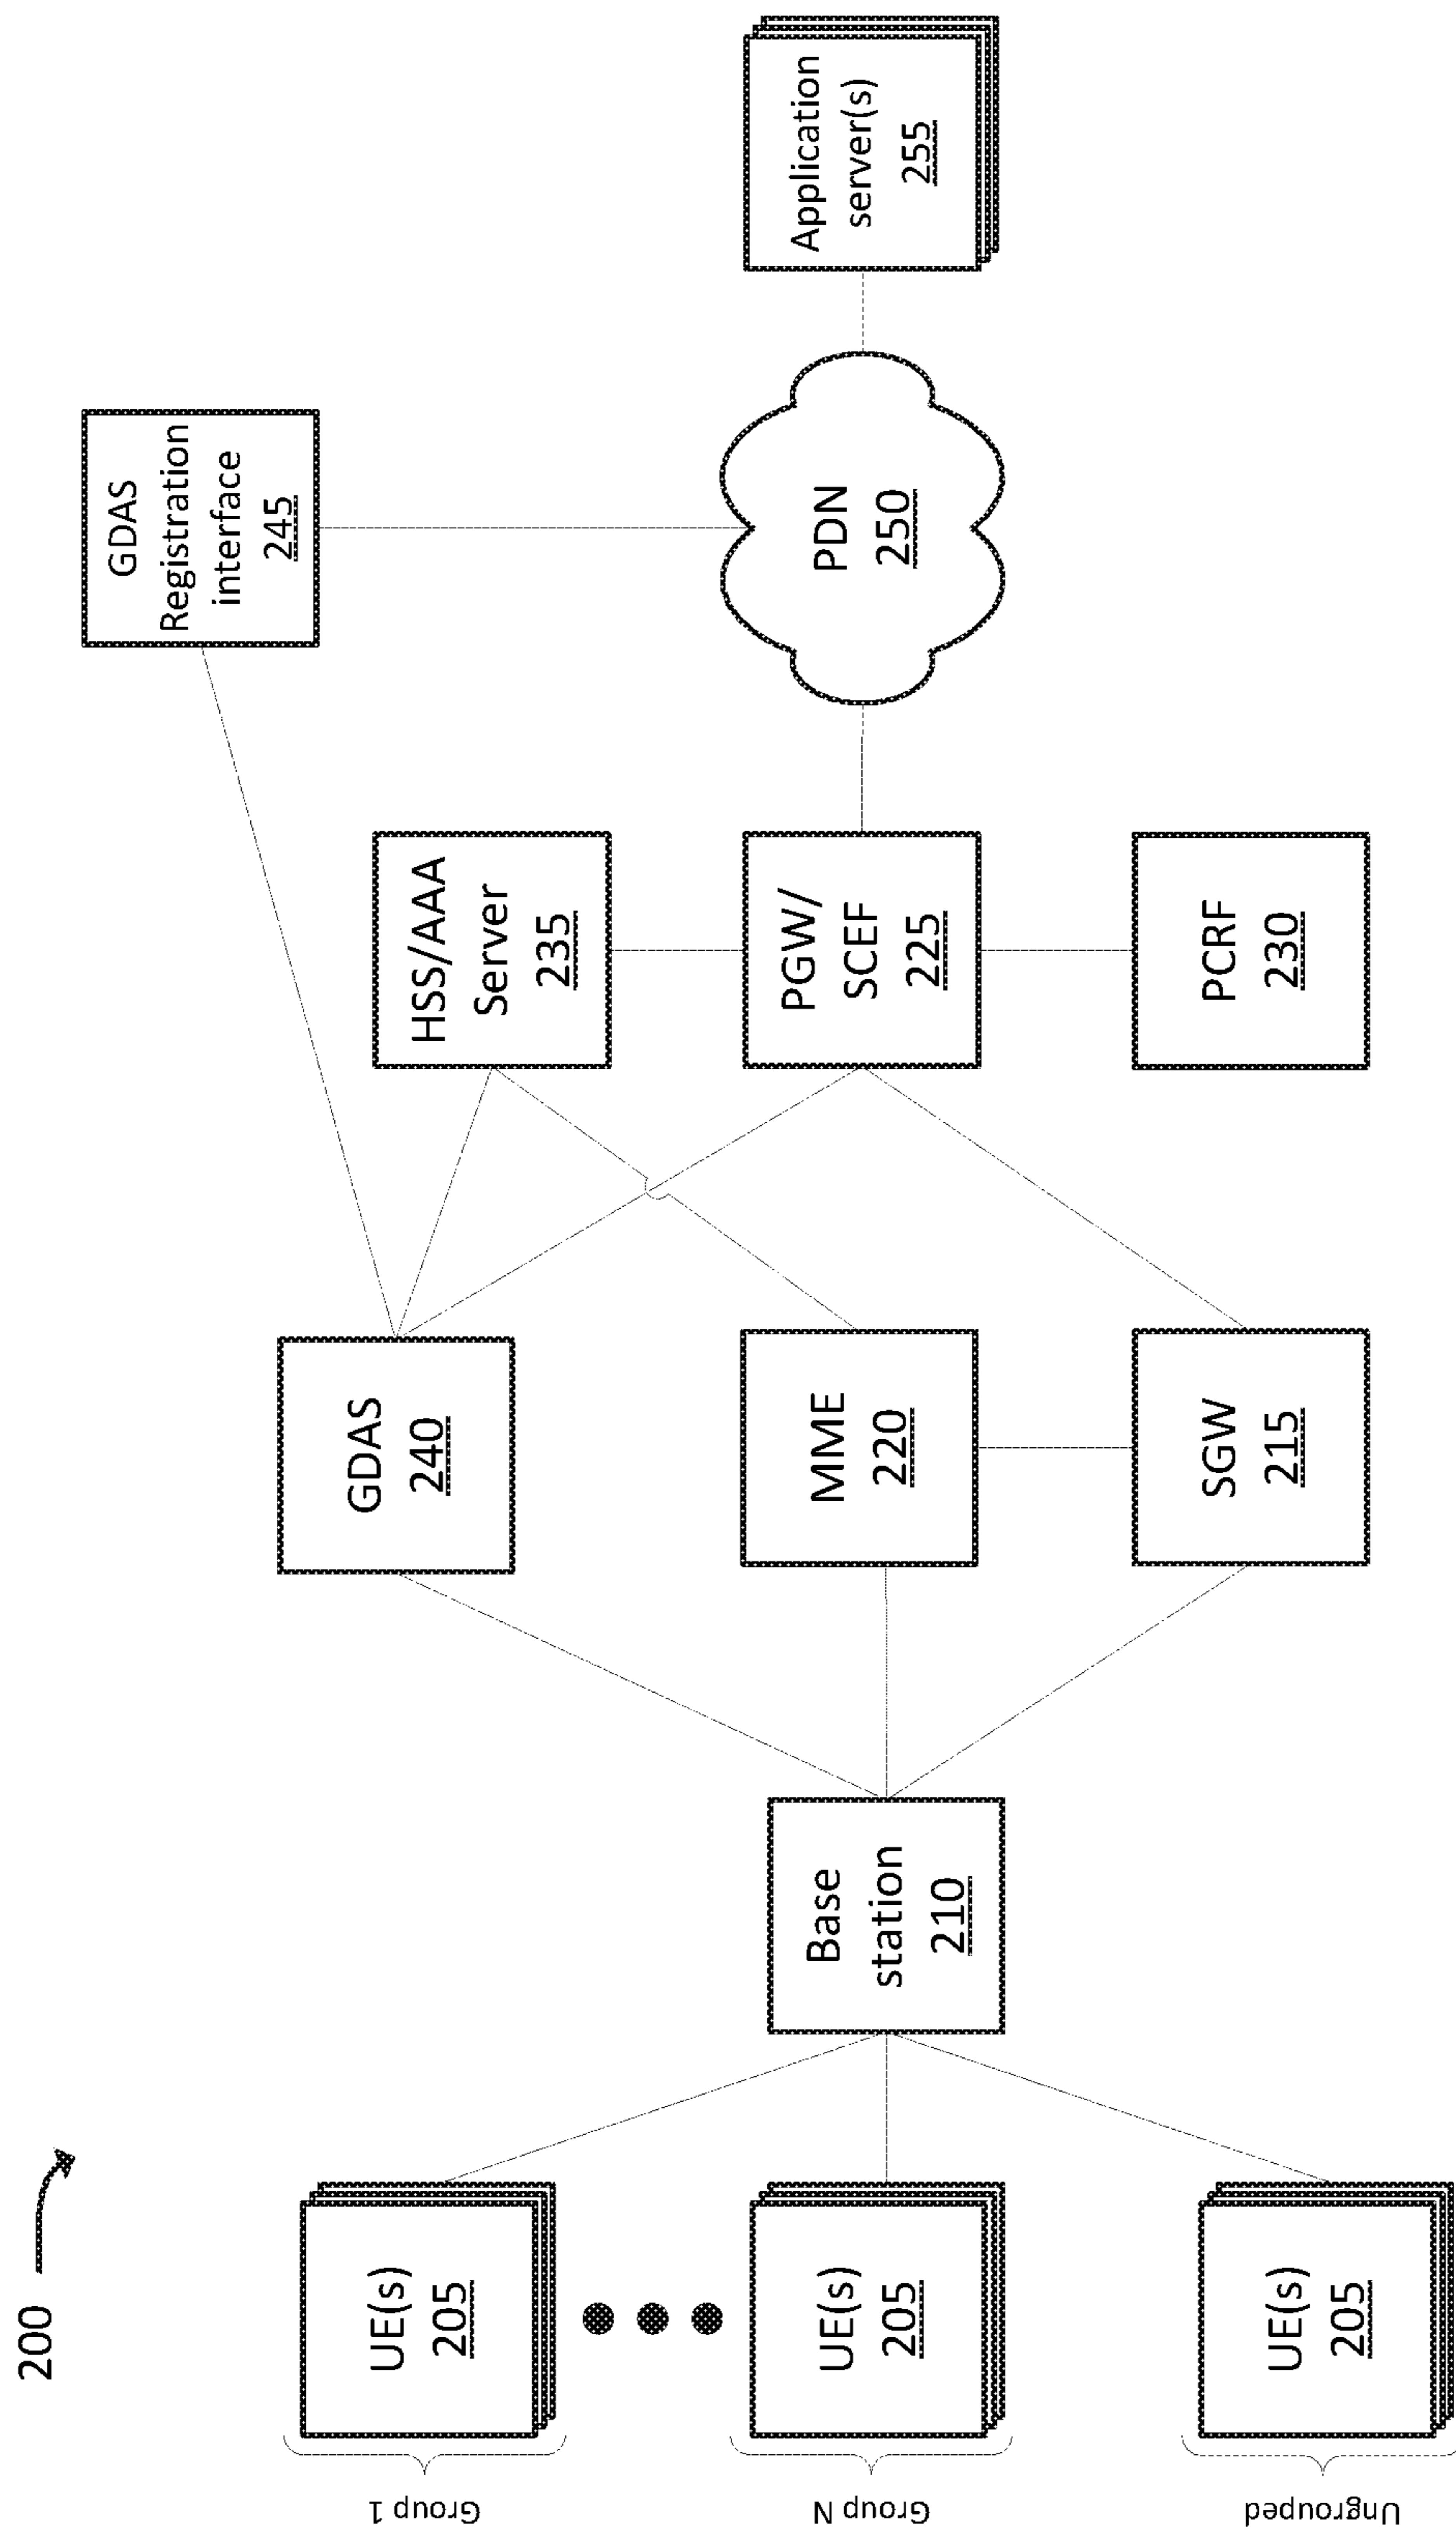 200
Group 1
UE(s)
205
Group N
UE(s)
205
Ungrouped
UE(s)
205
Base
station
210
GDAS
240
MME
220
SGW
215
HSS/AAA
Server
235
PGW/
SCEF
225
PCRF
230
GDAS
Registration
interface
245
PDN
250
Application
server(s)
255